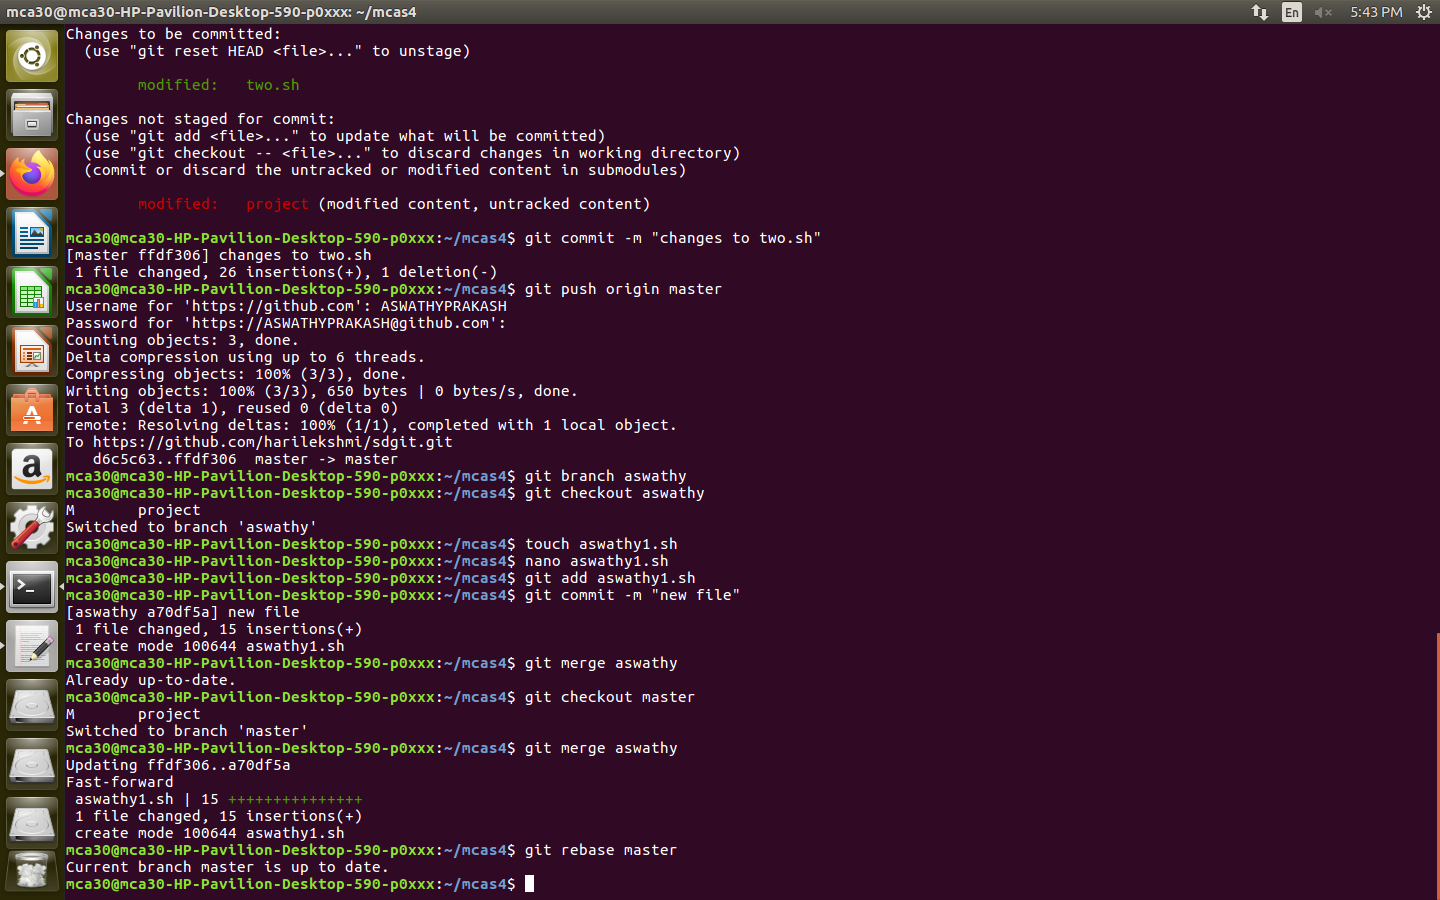 mca30@mca30-HP-Pavilion-Desktop-590-p0xxx: ~/mcas4 En 5:43 PM
Changes to be committed:
  (use "git reset HEAD <file>..." to unstage)
        modified:   two.sh
Changes not staged for commit:
  (use "git add <file>..." to update what will be committed)
  (use "git checkout -- <file>..." to discard changes in working directory)
  (commit or discard the untracked or modified content in submodules)
        modified:   project (modified content, untracked content)
mca30@mca30-HP-Pavilion-Desktop-590-p0xxx:~/mcas4$ git commit -m "changes to two.sh"
[master ffdf306] changes to two.sh
 1 file changed, 26 insertions(+), 1 deletion(-)
mca30@mca30-HP-Pavilion-Desktop-590-p0xxx:~/mcas4$ git push origin master
Username for 'https://github.com': ASWATHYPRAKASH
Password for 'https://ASWATHYPRAKASH@github.com':
Counting objects: 3, done.
Delta compression using up to 6 threads.
Compressing objects: 100% (3/3), done.
Writing objects: 100% (3/3), 650 bytes | 0 bytes/s, done.
Total 3 (delta 1), reused 0 (delta 0)
remote: Resolving deltas: 100% (1/1), completed with 1 local object.
To https://github.com/harilekshmi/sdgit.git
   d6c5c63..ffdf306  master -> master
mca30@mca30-HP-Pavilion-Desktop-590-p0xxx:~/mcas4$ git branch aswathy
mca30@mca30-HP-Pavilion-Desktop-590-p0xxx:~/mcas4$ git checkout aswathy
M       project
Switched to branch 'aswathy'
mca30@mca30-HP-Pavilion-Desktop-590-p0xxx:~/mcas4$ touch aswathy1.sh
mca30@mca30-HP-Pavilion-Desktop-590-p0xxx:~/mcas4$ nano aswathy1.sh
mca30@mca30-HP-Pavilion-Desktop-590-p0xxx:~/mcas4$ git add aswathy1.sh
mca30@mca30-HP-Pavilion-Desktop-590-p0xxx:~/mcas4$ git commit -m "new file"
[aswathy a70df5a] new file
 1 file changed, 15 insertions(+)
 create mode 100644 aswathy1.sh
mca30@mca30-HP-Pavilion-Desktop-590-p0xxx:~/mcas4$ git merge aswathy
Already up-to-date.
mca30@mca30-HP-Pavilion-Desktop-590-p0xxx:~/mcas4$ git checkout master
M       project
Switched to branch 'master'
mca30@mca30-HP-Pavilion-Desktop-590-p0xxx:~/mcas4$ git merge aswathy
Updating ffdf306..a70df5a
Fast-forward
 aswathy1.sh | 15 +++++++++++++++
 1 file changed, 15 insertions(+)
 create mode 100644 aswathy1.sh
mca30@mca30-HP-Pavilion-Desktop-590-p0xxx:~/mcas4$ git rebase master
Current branch master is up to date.
mca30@mca30-HP-Pavilion-Desktop-590-p0xxx:~/mcas4$